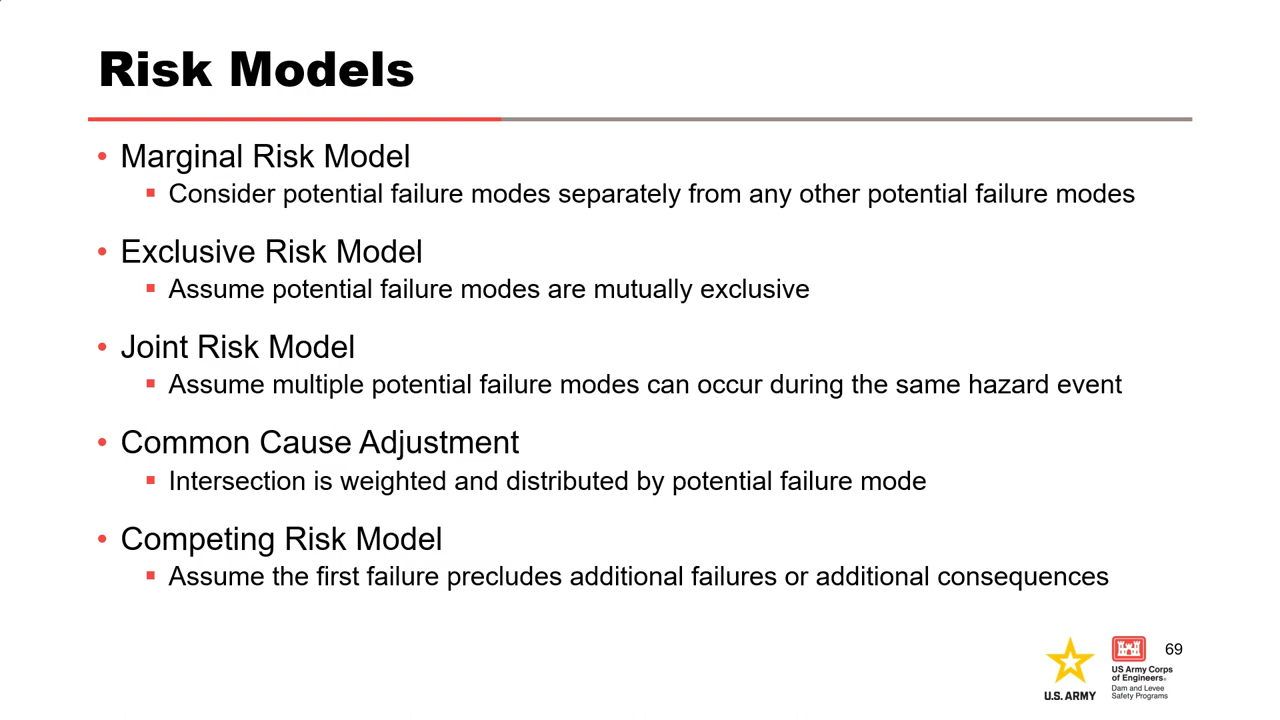 Risk Models
• Marginal Risk Model
▪ Consider potential failure modes separately from any other potential failure modes
• Exclusive Risk Model
▪ Assume potential failure modes are mutually exclusive
• Joint Risk Model
▪ Assume multiple potential failure modes can occur during the same hazard event
• Common Cause Adjustment
▪ Intersection is weighted and distributed by potential failure mode
• Competing Risk Model
▪ Assume the first failure precludes additional failures or additional consequences
69
U.S. ARMY
US Army Corps
of Engineers®
Dam and Levee
Safety Programs